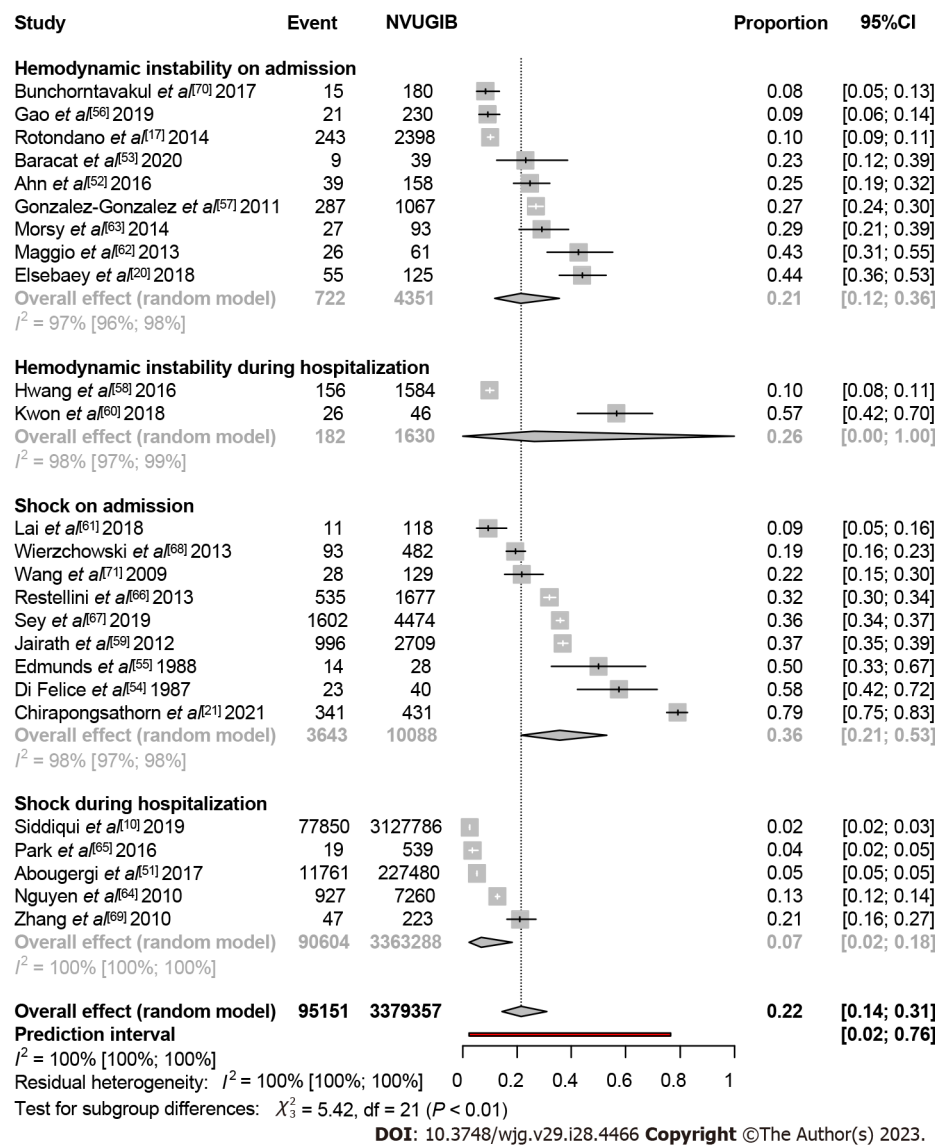 Study Event NVUGIB Proportion 95%CI
Hemodynamic instability on admission
Bunchorntavakul et al[70] 2017 15 180 0.08 [0.05; 0.13]
Gao et al[56] 2019 21 230 0.09 [0.06; 0.14]
Rotondano et al[17] 2014 243 2398 0.10 [0.09; 0.11]
Baracat et al[53] 2020 9 39 0.23 [0.12; 0.39]
Ahn et al[52] 2016 39 158 0.25 [0.19; 0.32]
Gonzalez-Gonzalez et al[57] 2011 287 1067 0.27 [0.24; 0.30]
Morsy et al[63] 2014 27 93 0.29 [0.21; 0.39]
Maggio et al[62] 2013 26 61 0.43 [0.31; 0.55]
Elsebaey et al[20] 2018 55 125 0.44 [0.36; 0.53]
Overall effect (random model) 722 4351 0.21 [0.12; 0.36]
I² = 97% [96%; 98%]
Hemodynamic instability during hospitalization
Hwang et al[58] 2016 156 1584 0.10 [0.08; 0.11]
Kwon et al[60] 2018 26 46 0.57 [0.42; 0.70]
Overall effect (random model) 182 1630 0.26 [0.00; 1.00]
I² = 98% [97%; 99%]
Shock on admission
Lai et al[61] 2018 11 118 0.09 [0.05; 0.16]
Wierzchowski et al[68] 2013 93 482 0.19 [0.16; 0.23]
Wang et al[71] 2009 28 129 0.22 [0.15; 0.30]
Restellini et al[66] 2013 535 1677 0.32 [0.30; 0.34]
Sey et al[67] 2019 1602 4474 0.36 [0.34; 0.37]
Jairath et al[59] 2012 996 2709 0.37 [0.35; 0.39]
Edmunds et al[55] 1988 14 28 0.50 [0.33; 0.67]
Di Felice et al[54] 1987 23 40 0.58 [0.42; 0.72]
Chirapongsathorn et al[21] 2021 341 431 0.79 [0.75; 0.83]
Overall effect (random model) 3643 10088 0.36 [0.21; 0.53]
I² = 98% [97%; 98%]
Shock during hospitalization
Siddiqui et al[10] 2019 77850 3127786 0.02 [0.02; 0.03]
Park et al[65] 2016 19 539 0.04 [0.02; 0.05]
Abougergi et al[51] 2017 11761 227480 0.05 [0.05; 0.05]
Nguyen et al[64] 2010 927 7260 0.13 [0.12; 0.14]
Zhang et al[69] 2010 47 223 0.21 [0.16; 0.27]
Overall effect (random model) 90604 3363288 0.07 [0.02; 0.18]
I² = 100% [100%; 100%]
Overall effect (random model) 95151 3379357 0.22 [0.14; 0.31]
Prediction interval [0.02; 0.76]
I² = 100% [100%; 100%]
Residual heterogeneity: I² = 100% [100%; 100%] 0 0.2 0.4 0.6 0.8 1
Test for subgroup differences: χ²₃ = 5.42, df = 21 (P < 0.01)
DOI: 10.3748/wjg.v29.i28.4466 Copyright ©The Author(s) 2023.